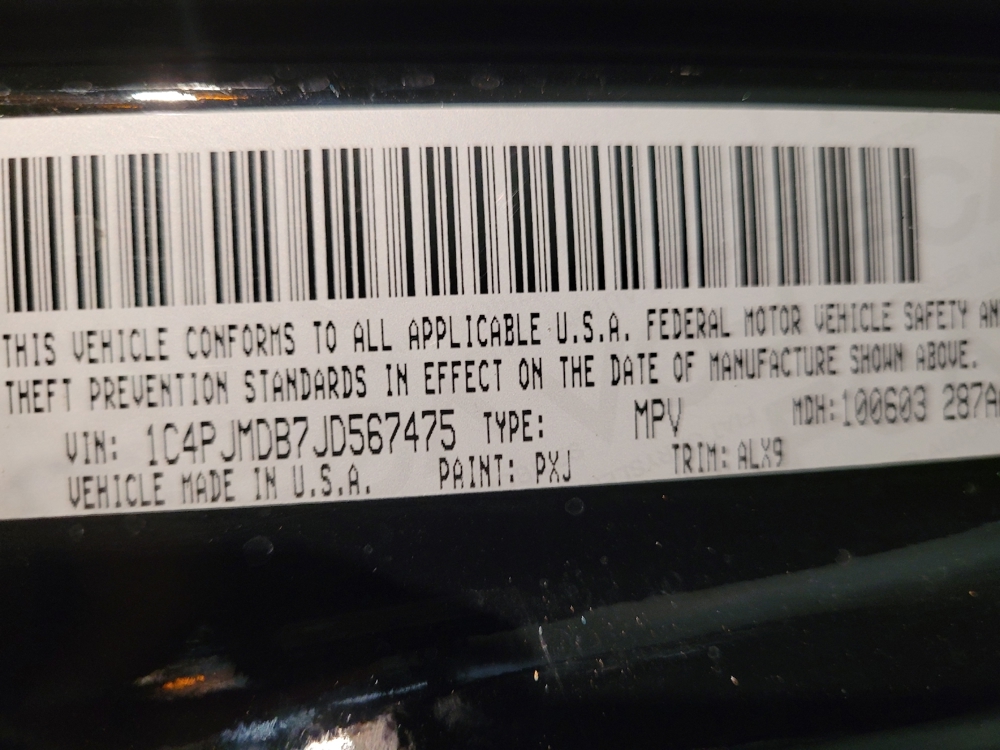 THIS VEHICLE CONFORMS TO ALL APPLICABLE U.S.A. FEDERAL MOTOR VEHICLE SAFETY AN
THEFT PREVENTION STANDARDS IN EFFECT ON THE DATE OF MANUFACTURE SHOWN ABOVE.
VIN: 1C4PJMDB7JD567475 TYPE: MPV MDH:100603 287A
VEHICLE MADE IN U.S.A. PAINT: PXJ TRIM: ALX9